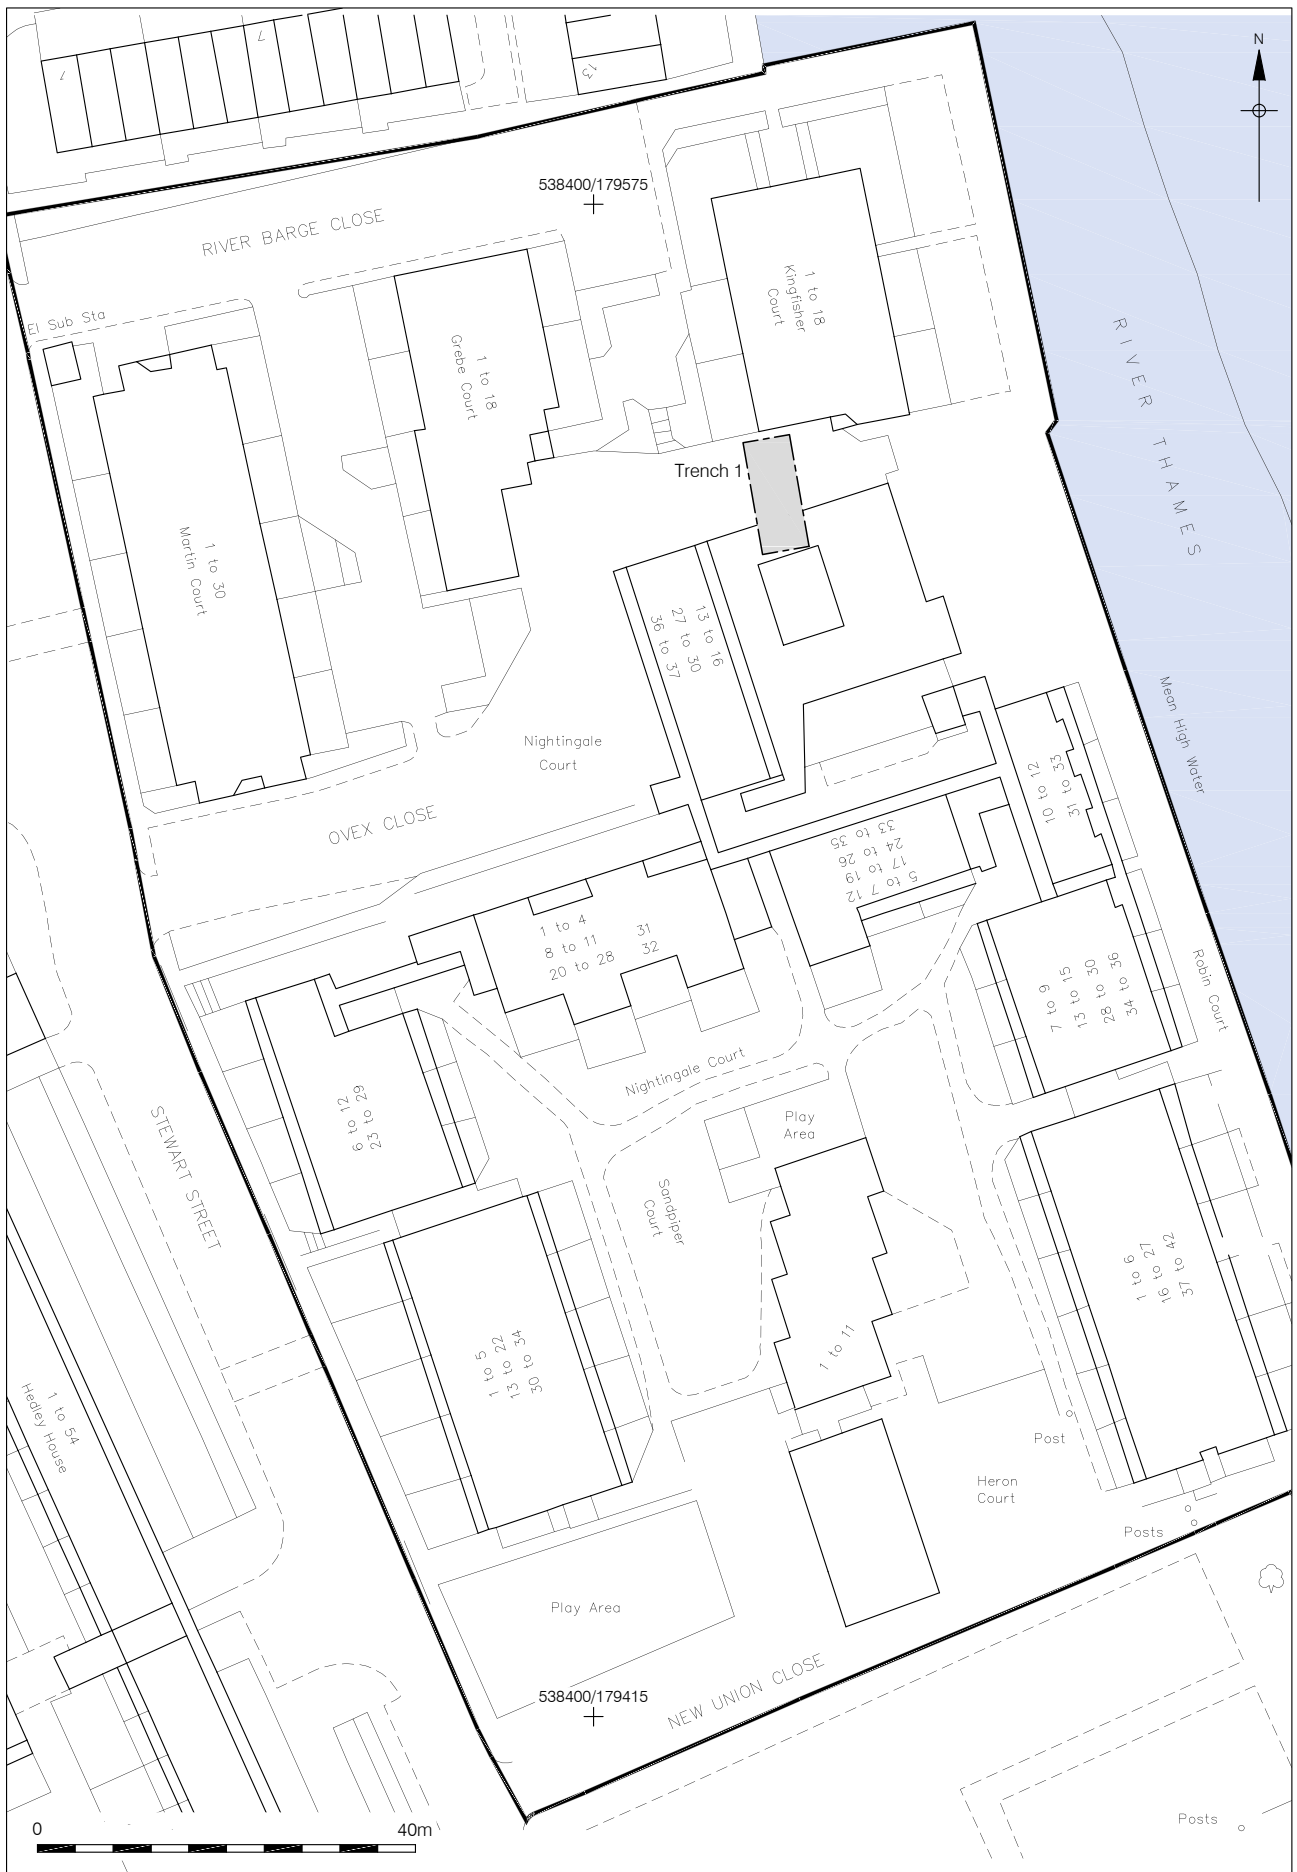 7
1
13
N
538400/179575
RIVER BARGE CLOSE
El Sub Sta
1 to 18
Kingfisher
Court
1 to 18
Grebe Court
RIVER THAMES
Trench 1
1 to 30
Martin Court
13 to 16
27 to 30
36 to 37
Mean High Water
Nightingale
Court
10 to 12
31 to 33
OVEX CLOSE
5 to 7 12
17 to 19
24 to 26
33 to 35
1 to 4
8 to 11 31
20 to 28 32
7 to 9
13 to 15
28 to 30
34 to 36
Robin Court
Nightingale Court
6 to 12
23 to 29
Play
Area
STEWART STREET
Sandpiper
Court
1 to 6
16 to 27
37 to 42
1 to 5
13 to 22
30 to 34
1 to 11
1 to 54
Hedley House
Post
Heron
Court
Posts
Play Area
NEW UNION CLOSE
538400/179415
Posts
0 40m